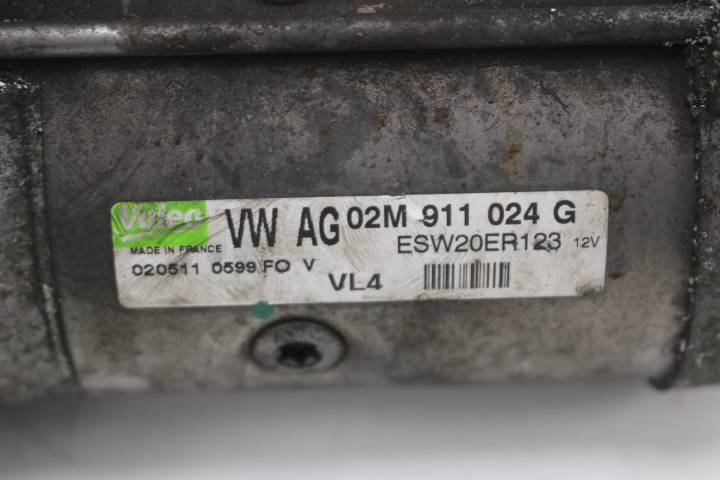 Valeo VW AG 02M 911 024 G
MADE IN FRANCE ESW20ER123 12V
020511 0599 FO V
VL4